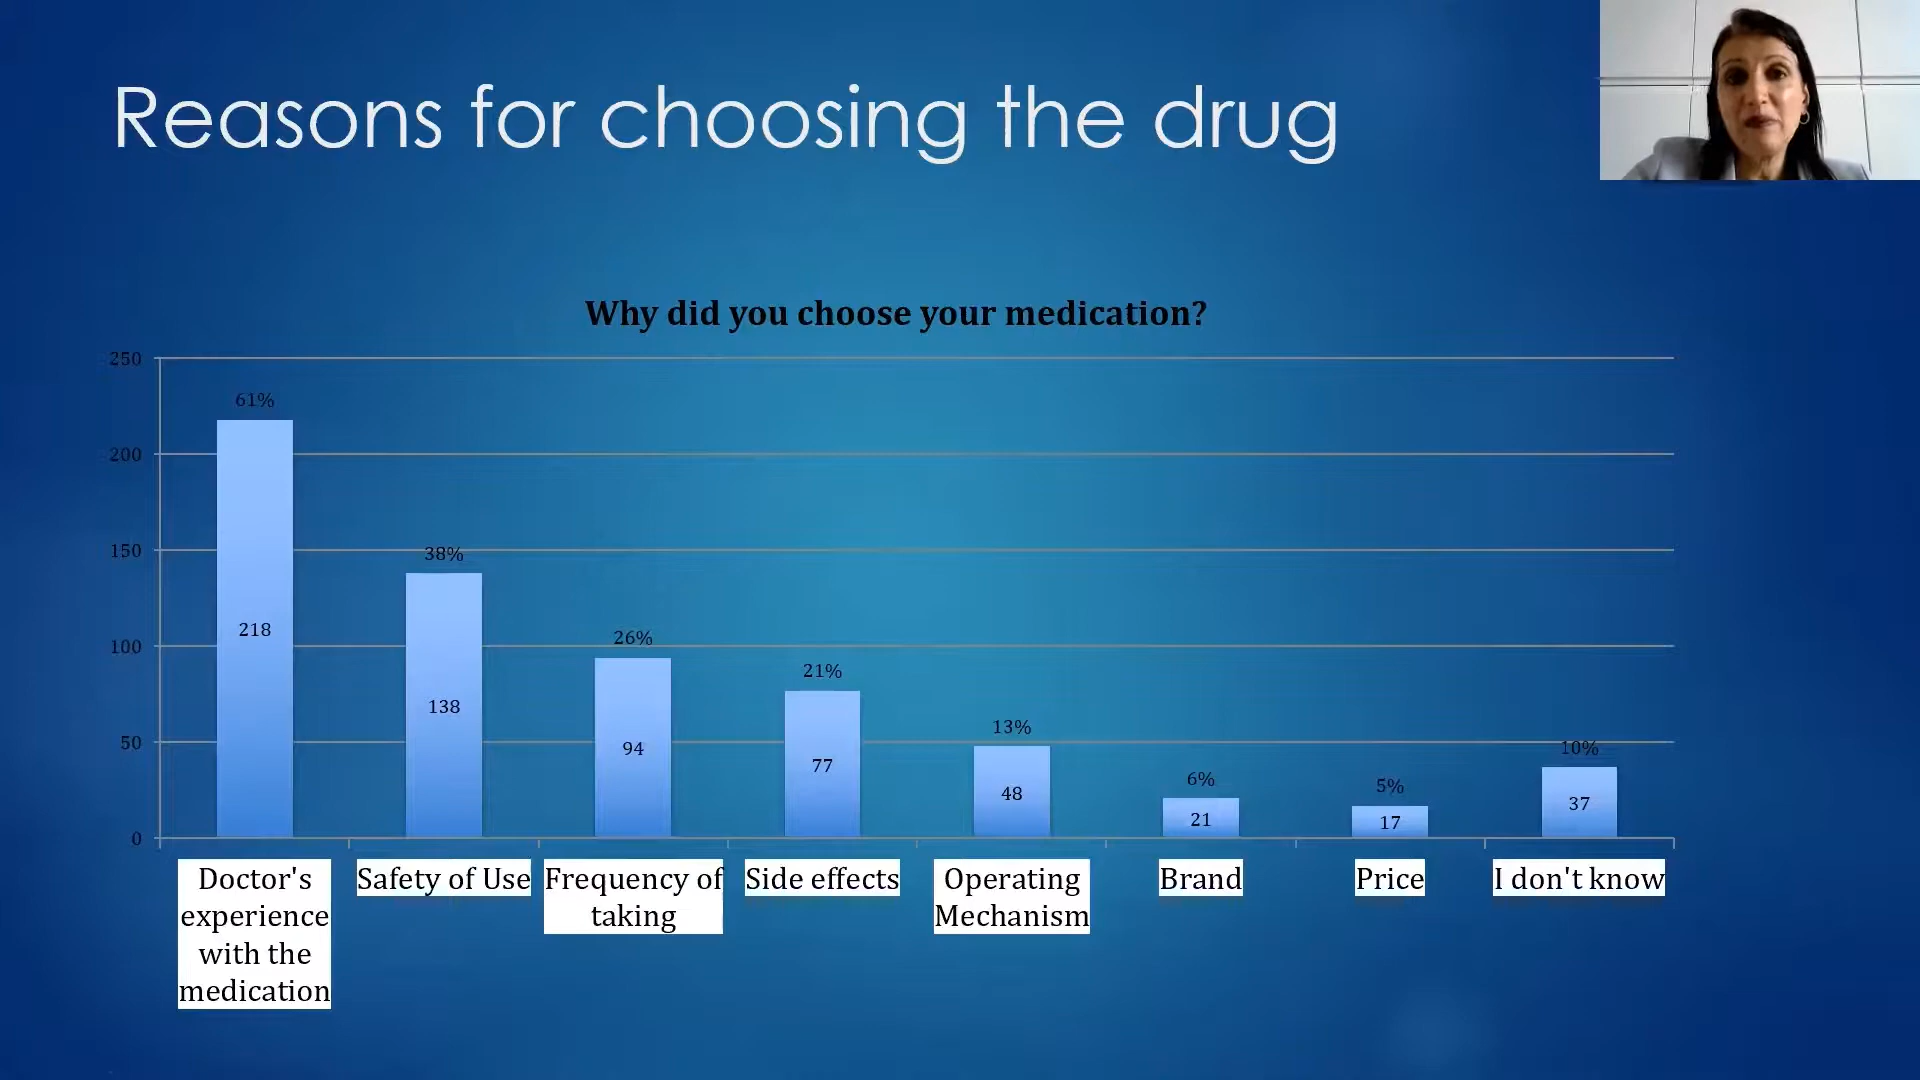 Reasons for choosing the drug
Why did you choose your medication?
250
200
150
100
50
0
61%
218
38%
138
26%
94
21%
77
13%
48
6%
21
5%
17
10%
37
Doctor's
experience
with the
medication
Safety of Use
Frequency of
taking
Side effects
Operating
Mechanism
Brand
Price
I don't know